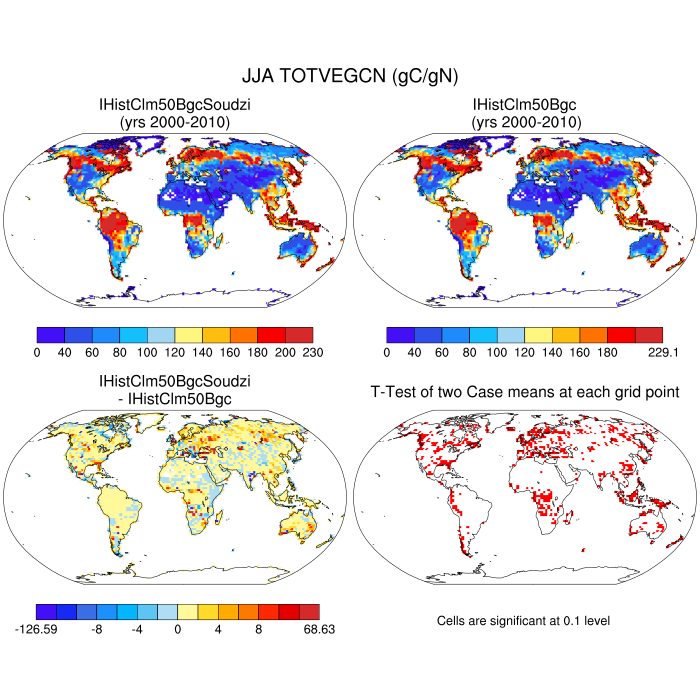 JJA TOTVEGCN (gC/gN)
IHistClm50BgcSoudzi
(yrs 2000-2010)
IHistClm50Bgc
(yrs 2000-2010)
0 40 60 80 100 120 140 160 180 200 230
0 40 60 80 100 120 140 160 180 229.1
IHistClm50BgcSoudzi
- IHistClm50Bgc
T-Test of two Case means at each grid point
-126.59 -8 -4 0 4 8 68.63
Cells are significant at 0.1 level